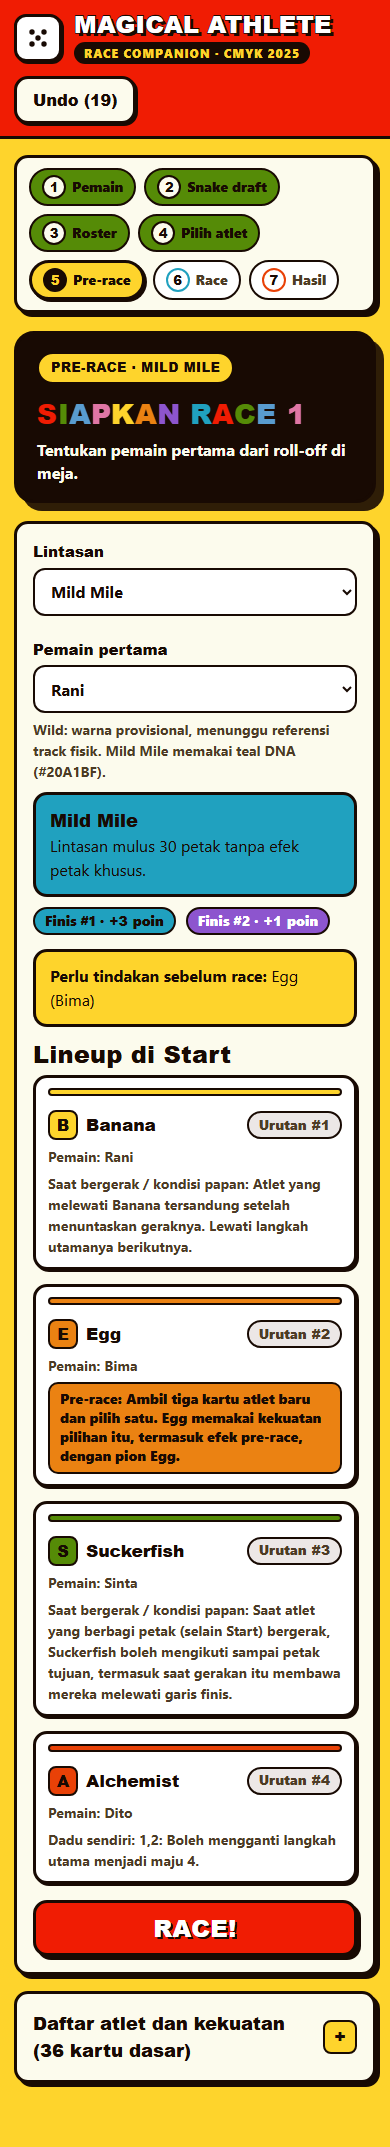 MAGICAL ATHLETE
RACE COMPANION · CMYK 2025
Undo (19)
1 Pemain
2 Snake draft
3 Roster
4 Pilih atlet
5 Pre-race
6 Race
7 Hasil
PRE-RACE · MILD MILE
SIAPKAN RACE 1
Tentukan pemain pertama dari roll-off di
meja.
Lintasan
Mild Mile
Pemain pertama
Rani
Wild: warna provisional, menunggu referensi
track fisik. Mild Mile memakai teal DNA
(#20A1BF).
Mild Mile
Lintasan mulus 30 petak tanpa efek
petak khusus.
Finis #1 · +3 poin
Finis #2 · +1 poin
Perlu tindakan sebelum race: Egg
(Bima)
Lineup di Start
B Banana
Urutan #1
Pemain: Rani
Saat bergerak / kondisi papan: Atlet yang
melewati Banana tersandung setelah
menuntaskan geraknya. Lewati langkah
utamanya berikutnya.
E Egg
Urutan #2
Pemain: Bima
Pre-race: Ambil tiga kartu atlet baru
dan pilih satu. Egg memakai kekuatan
pilihan itu, termasuk efek pre-race,
dengan pion Egg.
S Suckerfish
Urutan #3
Pemain: Sinta
Saat bergerak / kondisi papan: Saat atlet
yang berbagi petak (selain Start) bergerak,
Suckerfish boleh mengikuti sampai petak
tujuan, termasuk saat gerakan itu membawa
mereka melewati garis finis.
A Alchemist
Urutan #4
Pemain: Dito
Dadu sendiri: 1,2: Boleh mengganti langkah
utama menjadi maju 4.
RACE!
Daftar atlet dan kekuatan
(36 kartu dasar)
+